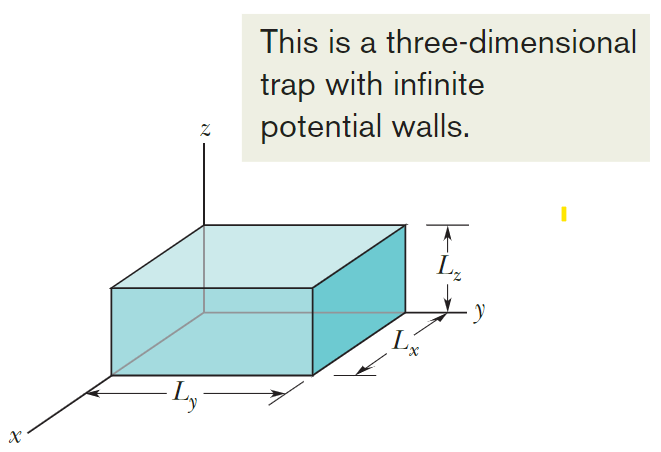 This is a three-dimensional
trap with infinite
potential walls.
z
L_z
y
L_x
L_y
x